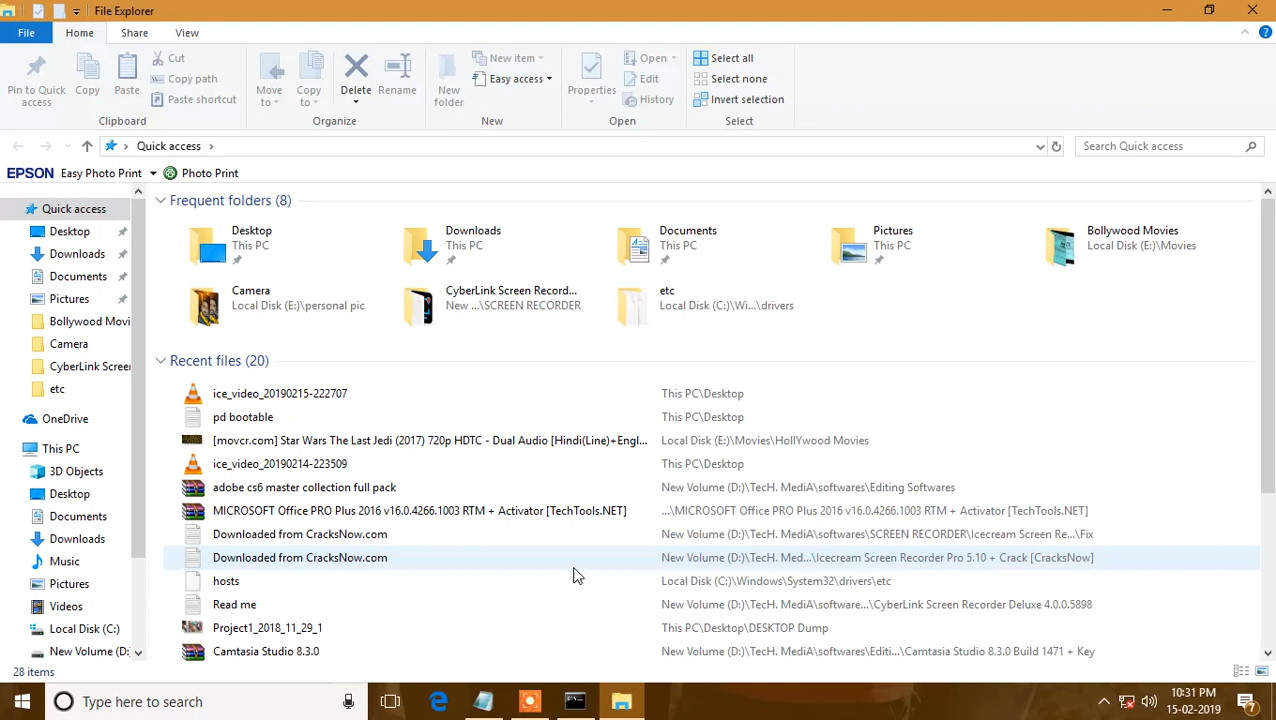 File Explorer
File Home Share View
Pin to Quick access
Copy
Paste
Cut
Copy path
Paste shortcut
Clipboard
Move to
Copy to
Delete
Rename
Organize
New folder
New item
Easy access
New
Properties
Open
Edit
History
Open
Select all
Select none
Invert selection
Select
Quick access
Search Quick access
EPSON Easy Photo Print Photo Print
Quick access
Desktop
Downloads
Documents
Pictures
Bollywood Movi
Camera
CyberLink Screen
etc
OneDrive
This PC
3D Objects
Desktop
Documents
Downloads
Music
Pictures
Videos
Local Disk (C:)
New Volume (D:
Frequent folders (8)
Desktop
This PC
Downloads
This PC
Documents
This PC
Pictures
This PC
Bollywood Movies
Local Disk (E:)\Movies
Camera
Local Disk (E:)\personal pic
CyberLink Screen Record...
New ...\SCREEN RECORDER
etc
Local Disk (C:)\Wi...\drivers
Recent files (20)
ice_video_20190215-222707 This PC\Desktop
pd bootable This PC\Desktop
[movcr.com] Star Wars The Last Jedi (2017) 720p HDTC - Dual Audio [Hindi(Line)+Engl... Local Disk (E:)\Movies\HollYwood Movies
ice_video_20190214-223509 This PC\Desktop
adobe cs6 master collection full pack New Volume (D:)\TecH. MediA\softwares\Editing Softwares
MICROSOFT Office PRO Plus 2016 v16.0.4266.1003 RTM + Activator [TechTools.NET] ...\MICROSOFT Office PRO Plus 2016 v16.0.4266.1003 RTM + Activator [TechTools.NET]
Downloaded from CracksNow.com New Volume (D:)\TecH. MediA\softwares\SCREEN RECORDER\Icecream Screen Re...\Fix
Downloaded from CracksNow.com New Volume (D:)\TecH. Med...\Icecream Screen Recorder Pro 5.10 + Crack [CracksNow]
hosts Local Disk (C:)\Windows\System32\drivers\etc
Read me New Volume (D:)\TecH. MediA\software...\CyberLink Screen Recorder Deluxe 4.0.0.5898
Project1_2018_11_29_1 This PC\Desktop\DESKTOP Dump
Camtasia Studio 8.3.0 New Volume (D:)\TecH. MediA\softwares\Editi...\Camtasia Studio 8.3.0 Build 1471 + Key
28 items
Type here to search
10:31 PM
15-02-2019
7